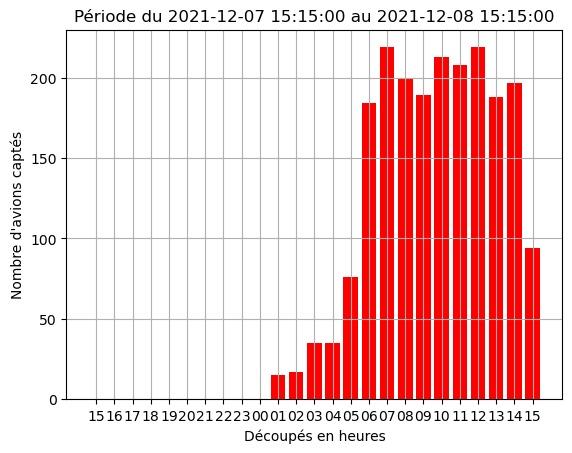 Période du 2021-12-07 15:15:00 au 2021-12-08 15:15:00
Nombre d'avions captés
200
150
100
50
0
15 16 17 18 19 20 21 22 23 00 01 02 03 04 05 06 07 08 09 10 11 12 13 14 15
Découpés en heures